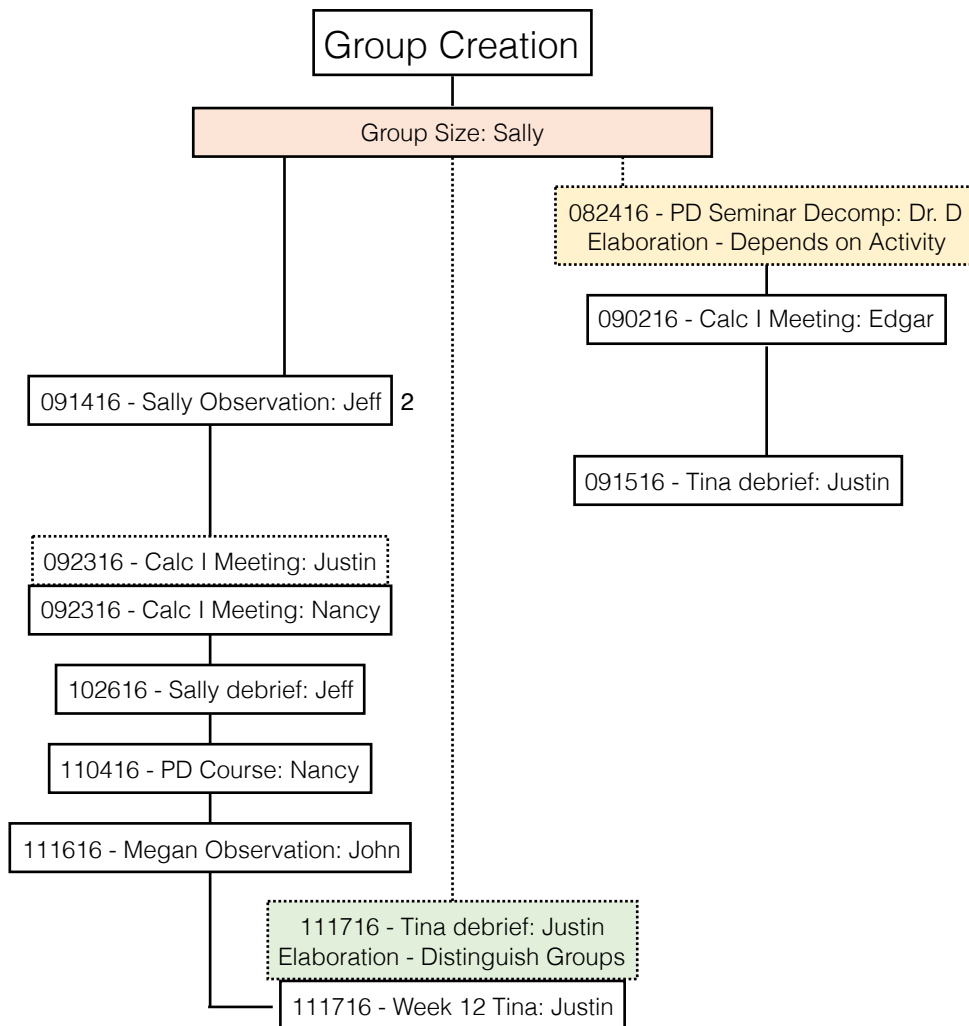 Group Creation
Group Size: Sally
082416 - PD Seminar Decomp: Dr. D
Elaboration - Depends on Activity
090216 - Calc I Meeting: Edgar
091416 - Sally Observation: Jeff 2
091516 - Tina debrief: Justin
092316 - Calc I Meeting: Justin
092316 - Calc I Meeting: Nancy
102616 - Sally debrief: Jeff
110416 - PD Course: Nancy
111616 - Megan Observation: John
111716 - Tina debrief: Justin
Elaboration - Distinguish Groups
111716 - Week 12 Tina: Justin